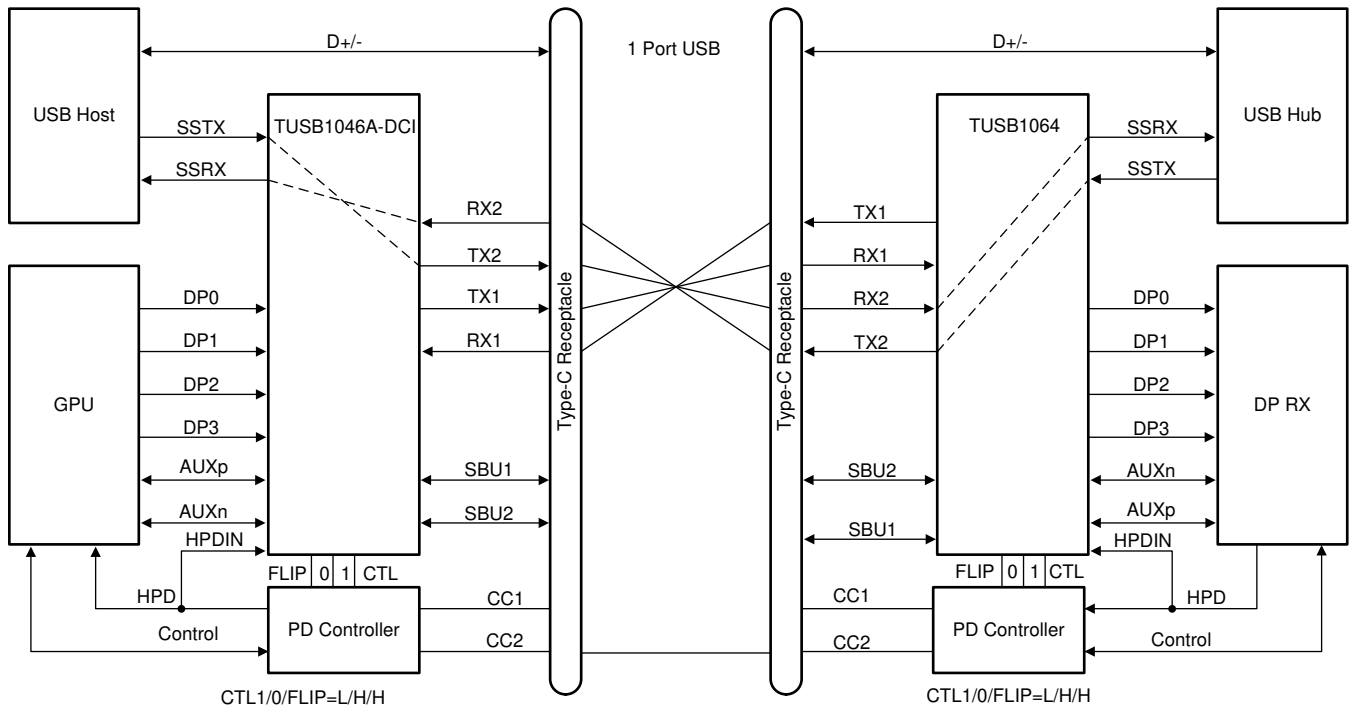 D+/-
1 Port USB
D+/-
USB Host
TUSB1046A-DCI
TUSB1064
USB Hub
SSTX
SSRX
SSRX
SSTX
RX2
TX1
TX2
RX1
TX1
RX2
RX1
TX2
Type-C Receptacle
Type-C Receptacle
GPU
DP0
DP1
DP2
DP3
AUXp
AUXn
HPDIN
SBU1
SBU2
SBU2
SBU1
DP0
DP1
DP2
DP3
AUXn
AUXp
HPDIN
DP RX
FLIP 0 1 CTL
FLIP 0 1 CTL
HPD
Control
PD Controller
CC1
CC2
CC1
CC2
PD Controller
HPD
Control
CTL1/0/FLIP=L/H/H
CTL1/0/FLIP=L/H/H